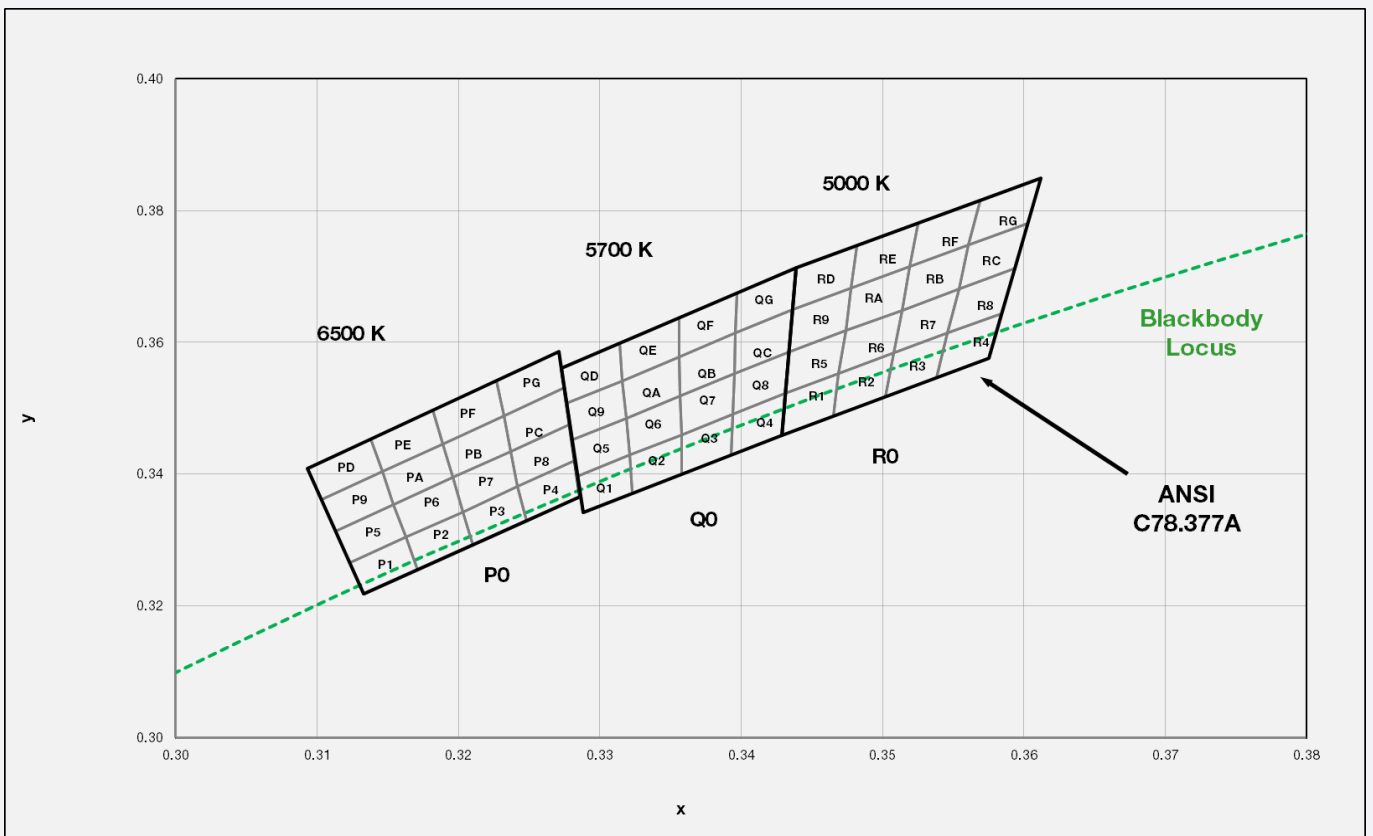 0.40
5000 K
0.38
RG
RF
RE
RC
5700 K
RD
RB
QG
RA
R8
6500 K
QF
R9
R7
Blackbody
Locus
0.36
QE
QC
R6
R4
QD
QB
R5
R3
PG
QA
Q8
R2
PF
Q9
Q7
R1
PE
PC
Q6
Q4
y
PD
PB
P8
Q5
Q3
R0
0.34
PA
P7
Q2
P9
P6
P4
Q1
ANSI
C78.377A
P5
P3
Q0
P2
P1
P0
0.32
0.30
0.30
0.31
0.32
0.33
0.34
0.35
0.36
0.37
0.38
x